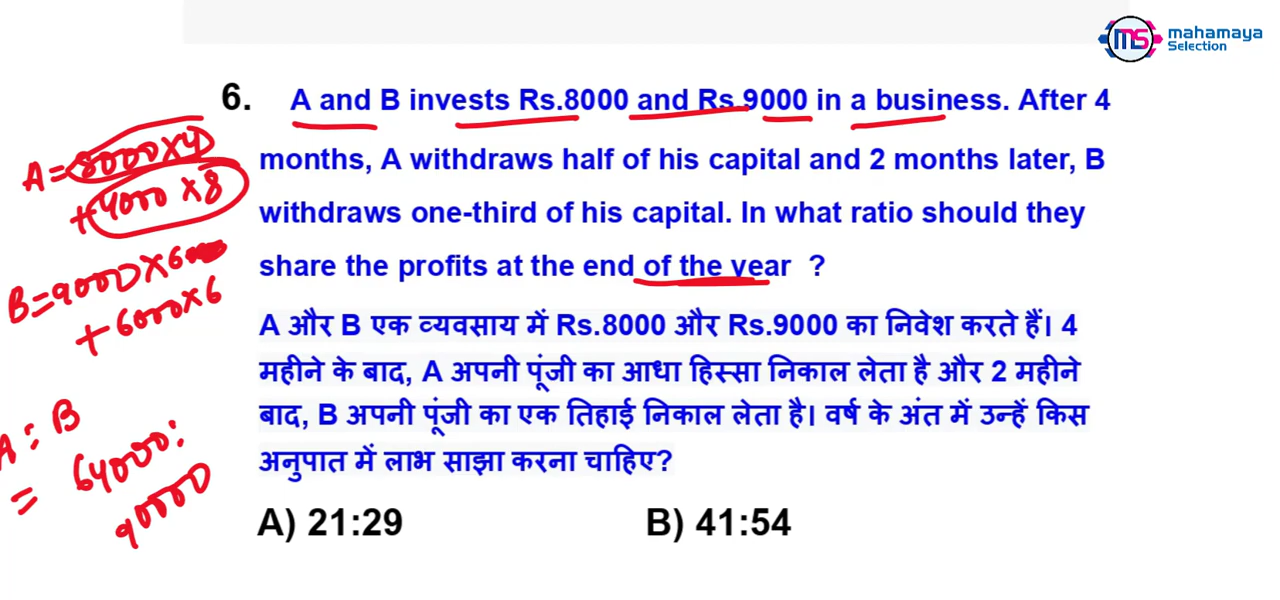 mahamaya
Selection
6. A and B invests Rs.8000 and Rs.9000 in a business. After 4
months, A withdraws half of his capital and 2 months later, B
withdraws one-third of his capital. In what ratio should they
share the profits at the end of the year ?
A और B एक व्यवसाय में Rs.8000 और Rs.9000 का निवेश करते हैं। 4
महीने के बाद, A अपनी पूंजी का आधा हिस्सा निकाल लेता है और 2 महीने
बाद, B अपनी पूंजी का एक तिहाई निकाल लेता है। वर्ष के अंत में उन्हें किस
अनुपात में लाभ साझा करना चाहिए?
A) 21:29
B) 41:54
A=8000×4
+4000×8
B=9000×6
+6000×6
A:B
= 64000:
90000